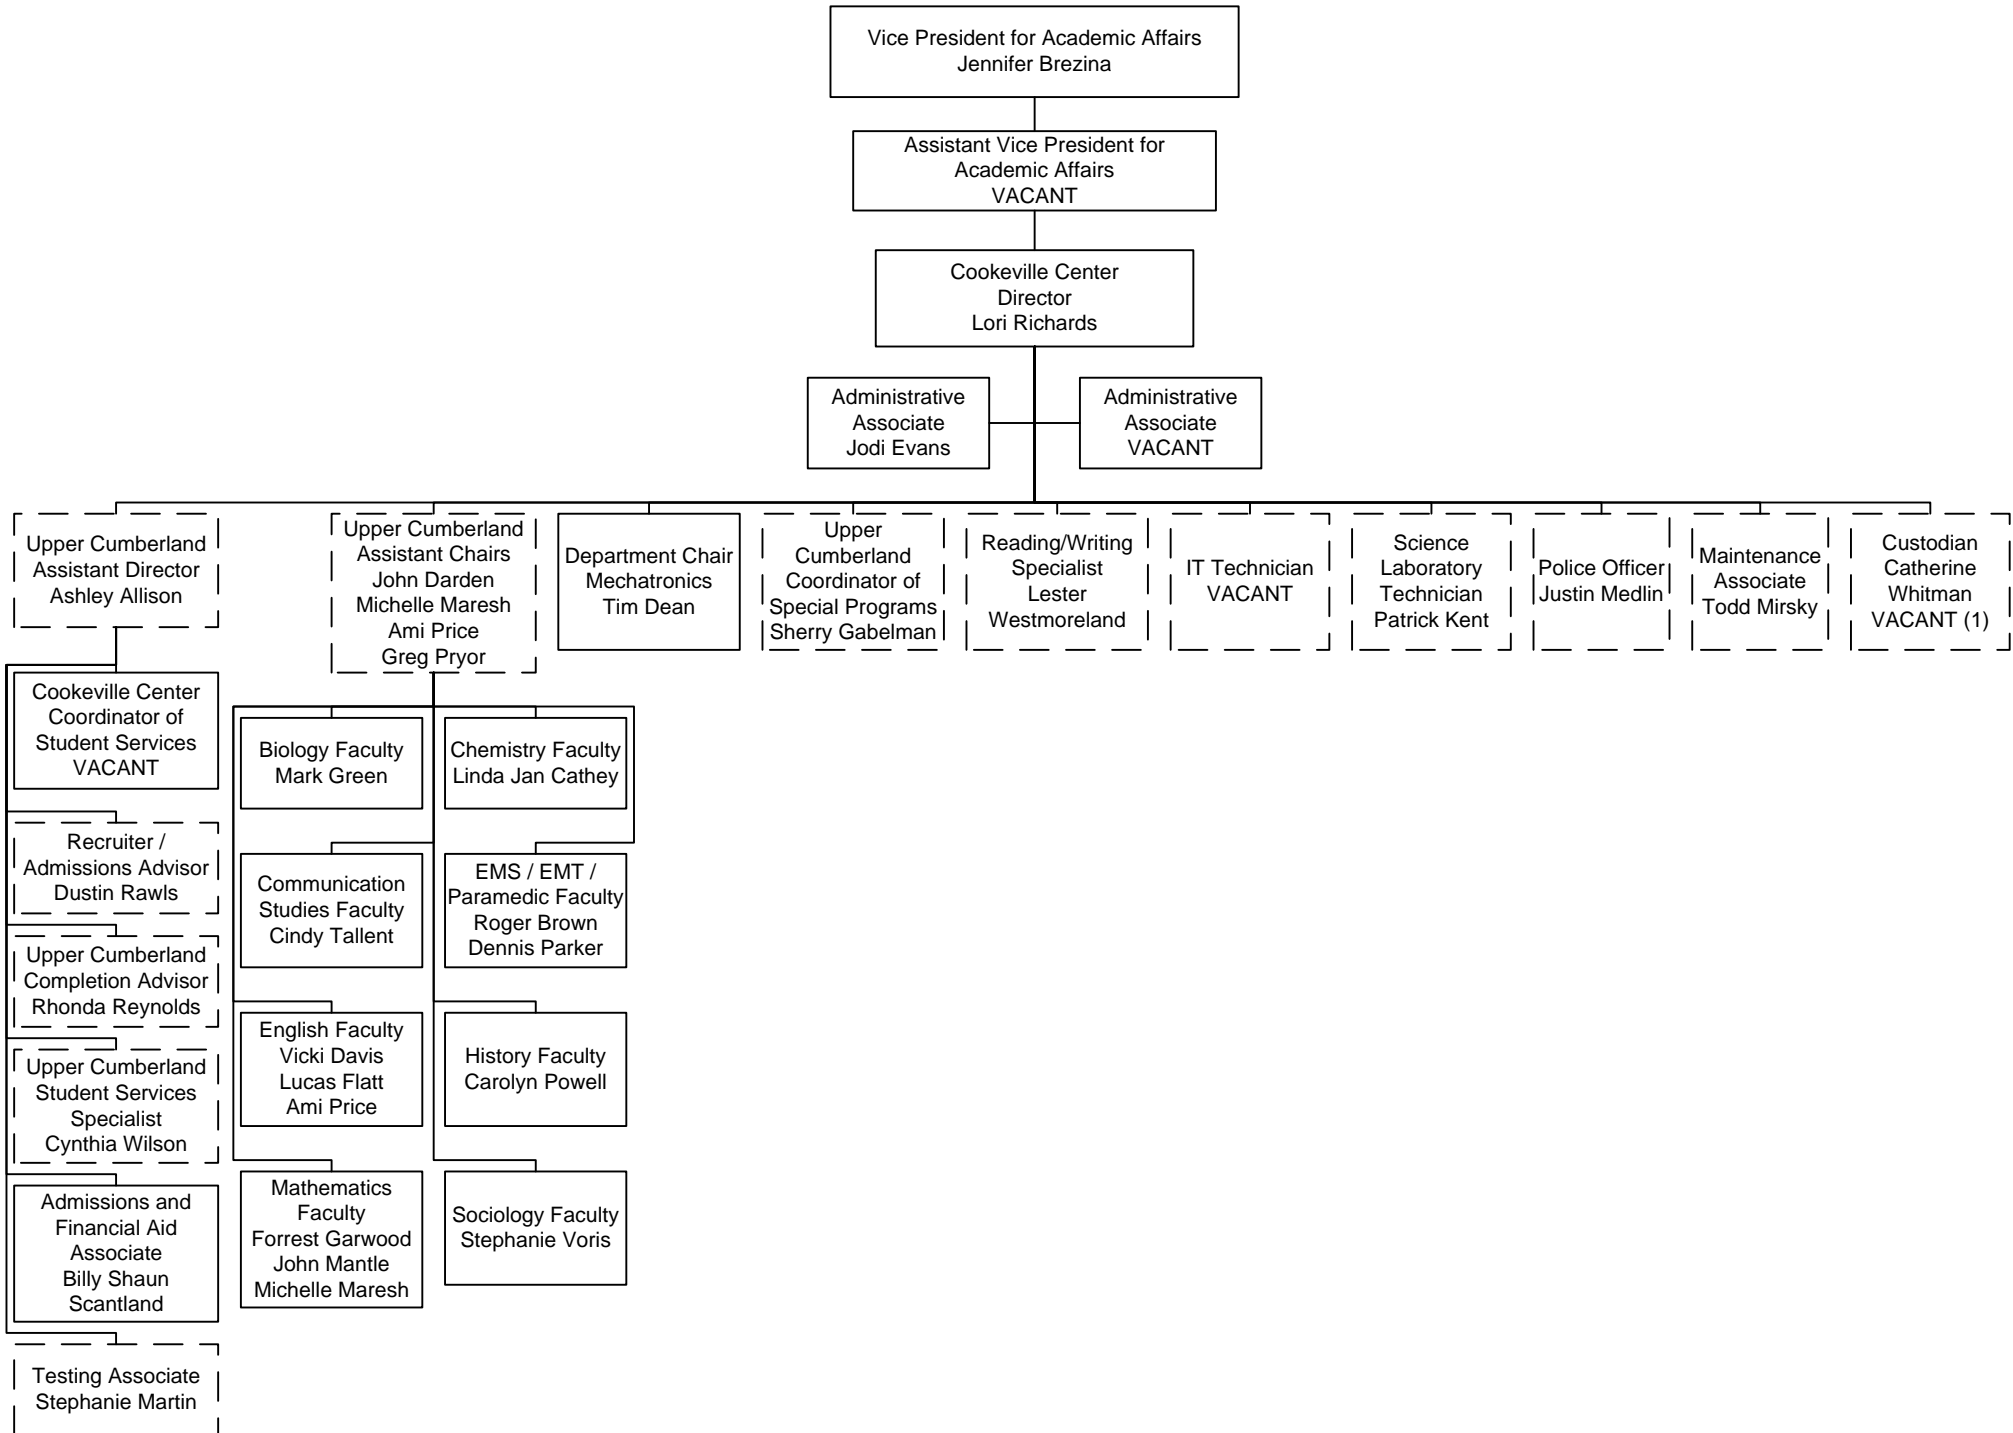 Vice President for Academic Affairs
Jennifer Brezina
Assistant Vice President for
Academic Affairs
VACANT
Cookeville Center
Director
Lori Richards
Administrative
Associate
Jodi Evans
Administrative
Associate
VACANT
Upper Cumberland
Assistant Director
Ashley Allison
Upper Cumberland
Assistant Chairs
John Darden
Michelle Maresh
Ami Price
Greg Pryor
Department Chair
Mechatronics
Tim Dean
Upper
Cumberland
Coordinator of
Special Programs
Sherry Gabelman
Reading/Writing
Specialist
Lester
Westmoreland
IT Technician
VACANT
Science
Laboratory
Technician
Patrick Kent
Police Officer
Justin Medlin
Maintenance
Associate
Todd Mirsky
Custodian
Catherine
Whitman
VACANT (1)
Cookeville Center
Coordinator of
Student Services
VACANT
Recruiter /
Admissions Advisor
Dustin Rawls
Upper Cumberland
Completion Advisor
Rhonda Reynolds
Upper Cumberland
Student Services
Specialist
Cynthia Wilson
Admissions and
Financial Aid
Associate
Billy Shaun
Scantland
Testing Associate
Stephanie Martin
Biology Faculty
Mark Green
Chemistry Faculty
Linda Jan Cathey
Communication
Studies Faculty
Cindy Tallent
EMS / EMT /
Paramedic Faculty
Roger Brown
Dennis Parker
English Faculty
Vicki Davis
Lucas Flatt
Ami Price
History Faculty
Carolyn Powell
Mathematics
Faculty
Forrest Garwood
John Mantle
Michelle Maresh
Sociology Faculty
Stephanie Voris